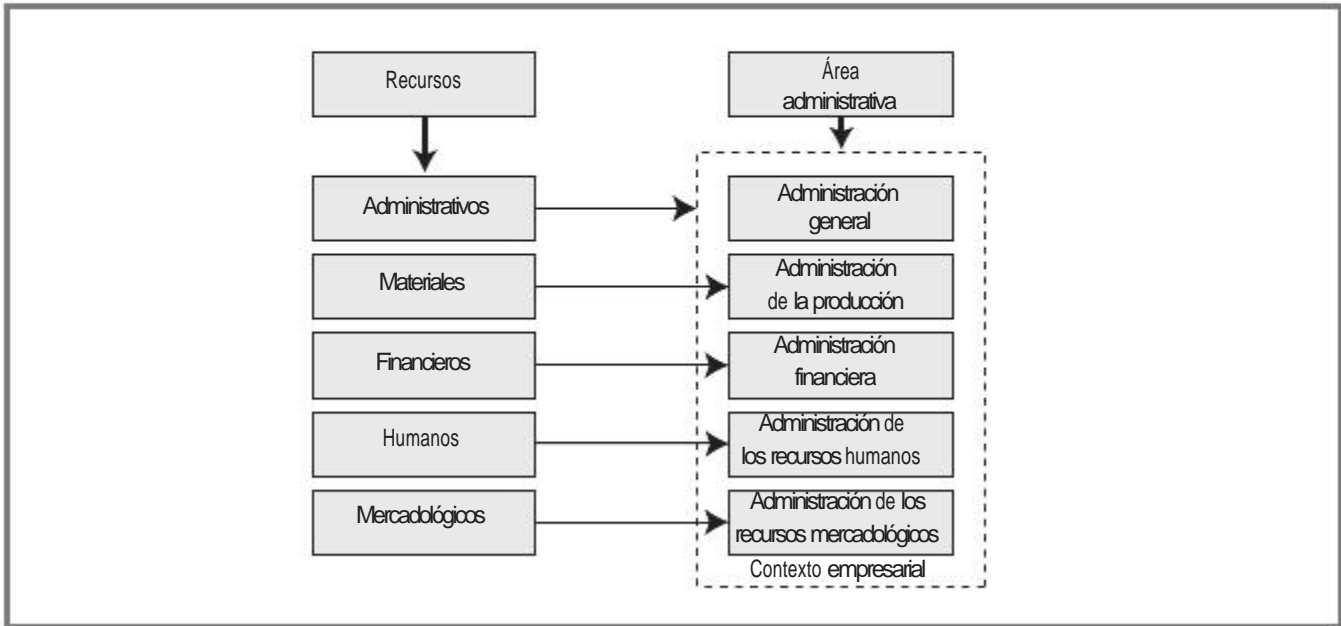 Recursos
Área
administrativa
Administrativos
Administración
general
Materiales
Administración
de la producción
Financieros
Administración
financiera
Humanos
Administración de
los recursos humanos
Mercadológicos
Administración de los
recursos mercadológicos
Contexto empresarial